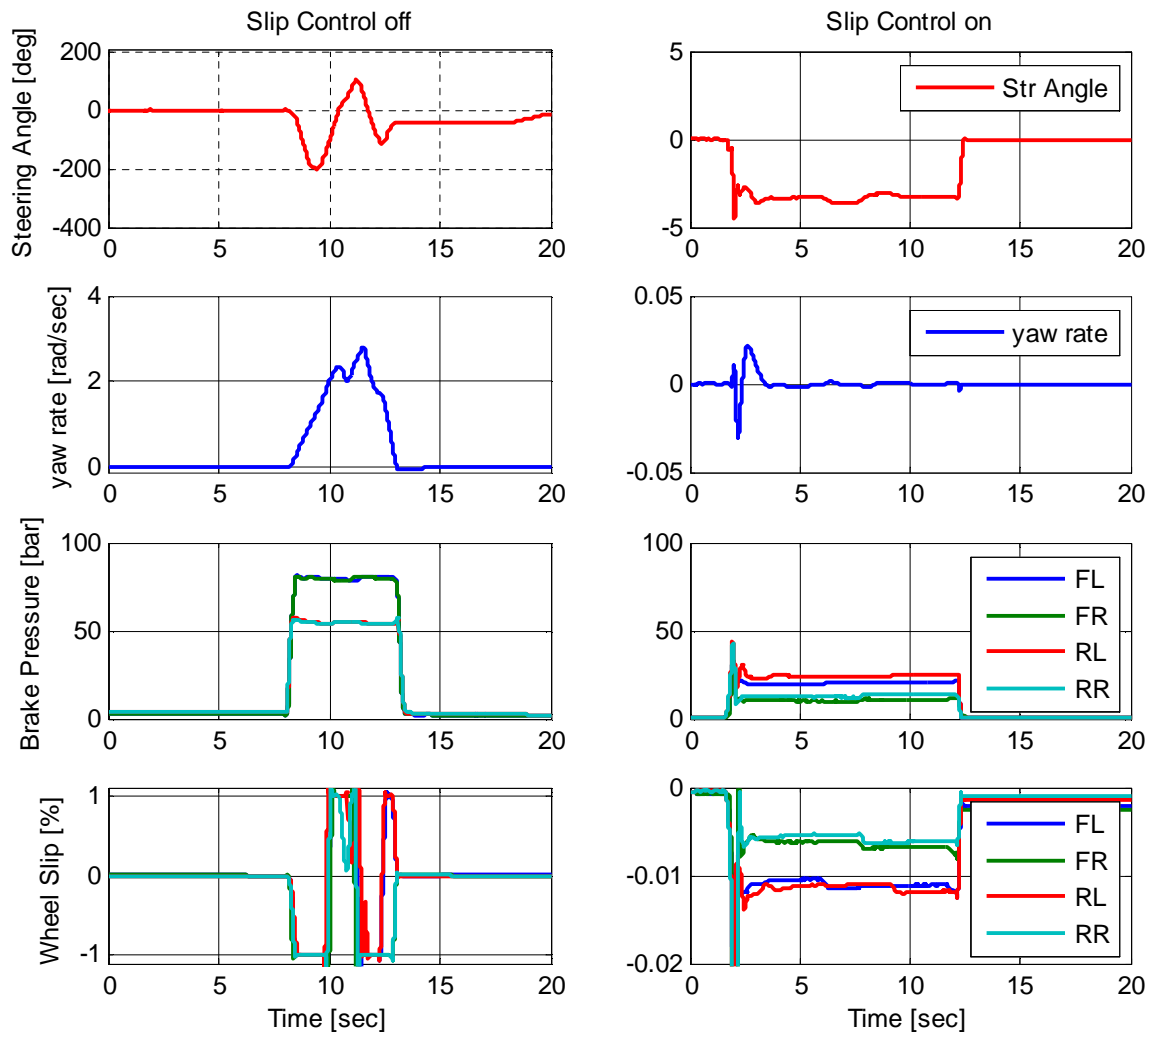 Slip Control off
Slip Control on
Steering Angle [deg]
200
0
-200
-400
0 5 10 15 20
5
0
-5
Str Angle
0 5 10 15 20
yaw rate [rad/sec]
4
2
0
0 5 10 15 20
0.05
0
-0.05
yaw rate
0 5 10 15 20
Brake Pressure [bar]
100
50
0
0 5 10 15 20
100
50
0
FL
FR
RL
RR
0 5 10 15 20
Wheel Slip [%]
1
0
-1
0 5 10 15 20
Time [sec]
0
-0.01
-0.02
FL
FR
RL
RR
0 5 10 15 20
Time [sec]